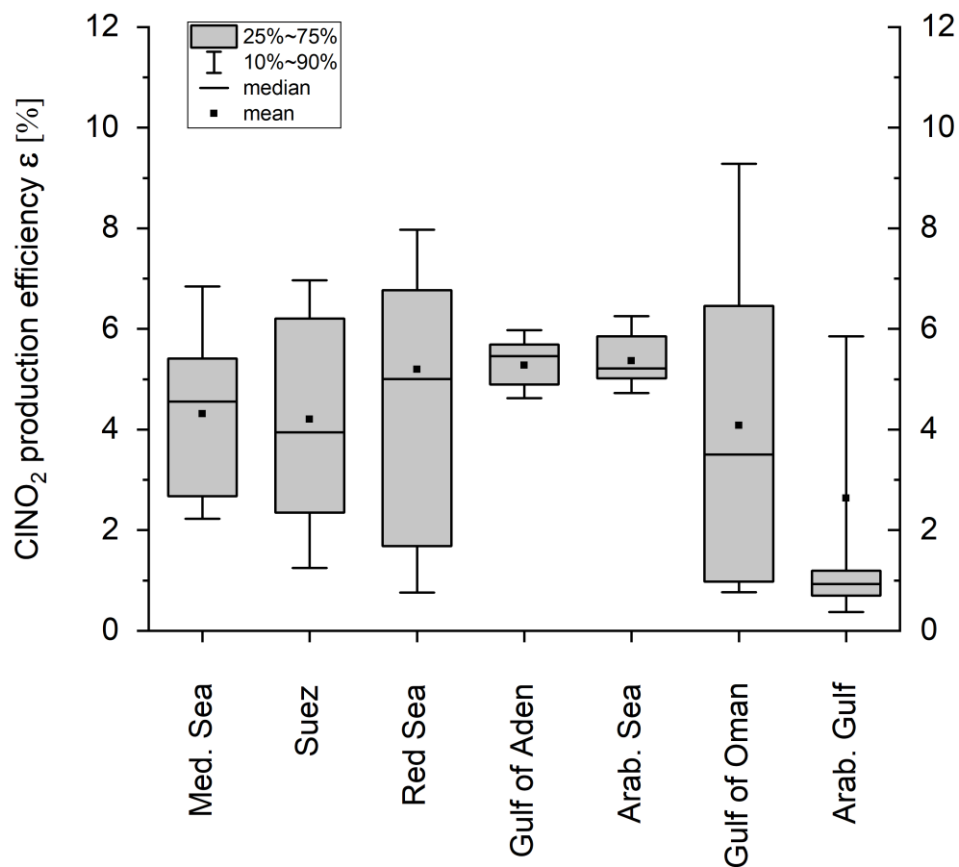 25%~75%
10%~90%
median
mean
ClNO₂ production efficiency ε [%]
12
10
8
6
4
2
0
12
10
8
6
4
2
0
Med. Sea
Suez
Red Sea
Gulf of Aden
Arab. Sea
Gulf of Oman
Arab. Gulf